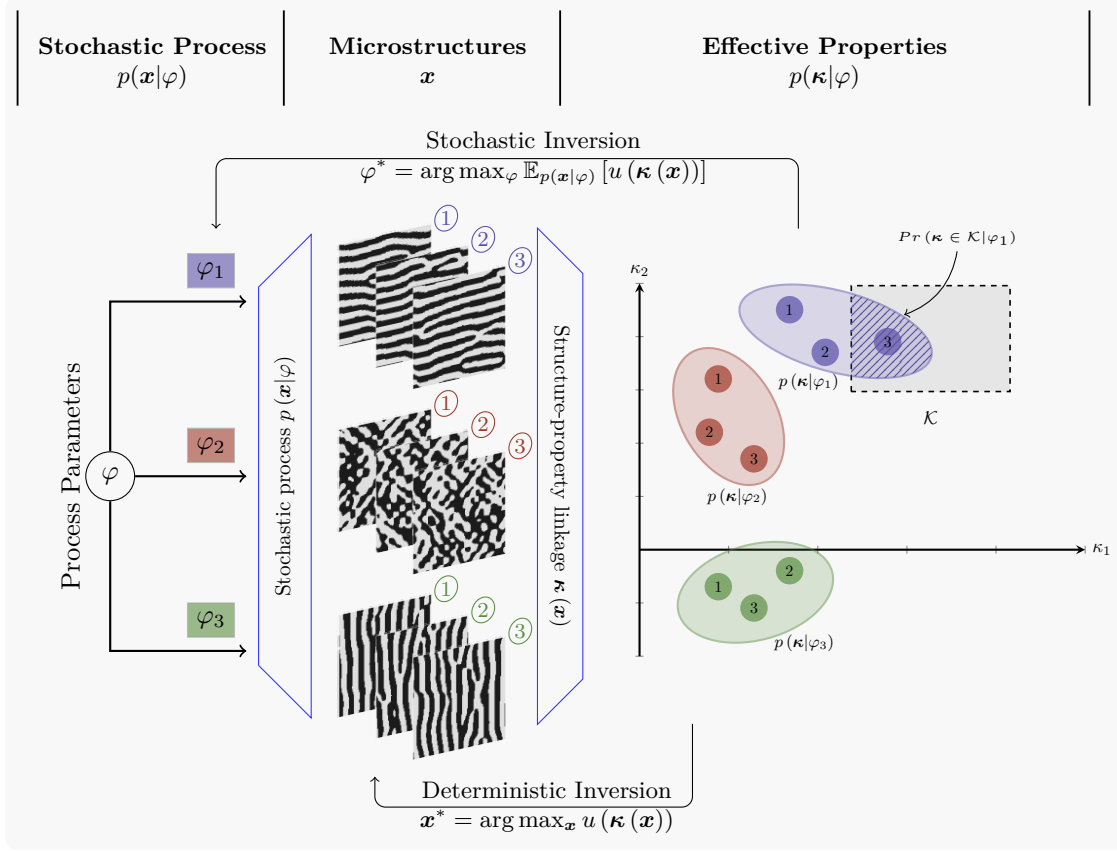 Stochastic Process
p(x|φ)
Microstructures
x
Effective Properties
p(κ|φ)
Stochastic Inversion
φ* = arg max_φ 𝔼_{p(x|φ)} [u (κ (x))]
Process Parameters
φ
φ₁
φ₂
φ₃
Stochastic process p (x|φ)
1
2
3
1
2
3
1
2
3
Structure-property linkage κ (x)
Pr (κ ∈ 𝒦|φ₁)
κ₂
1
2
3
p (κ|φ₁)
𝒦
1
2
3
p (κ|φ₂)
κ₁
1
2
3
p (κ|φ₃)
Deterministic Inversion
x* = arg max_x u (κ (x))